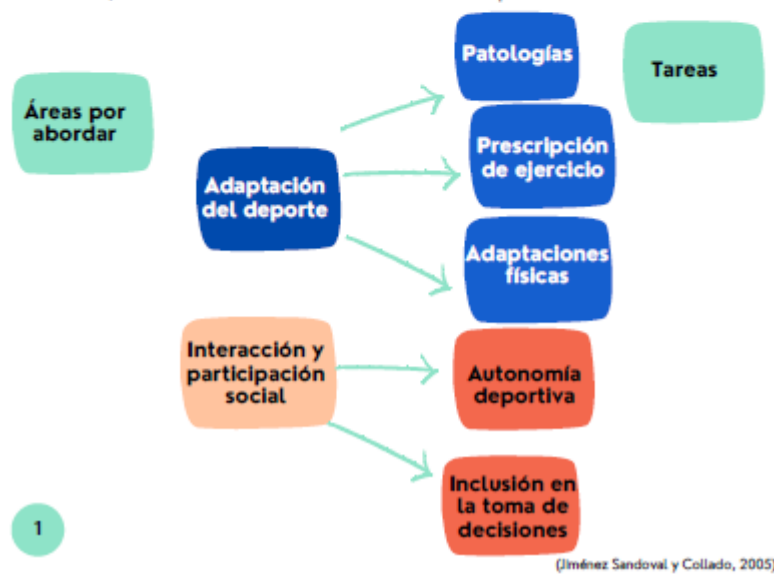 Áreas por
abordar
Adaptación
del deporte
Patologías
Tareas
Prescripción
de ejercicio
Adaptaciones
físicas
Interacción y
participación
social
Autonomía
deportiva
Inclusión en
la toma de
decisiones
1
(Jiménez Sandoval y Collado, 2005)